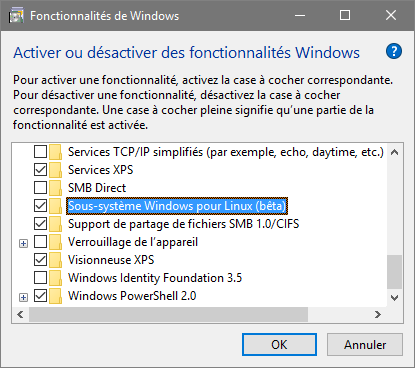 Fonctionnalités de Windows
Activer ou désactiver des fonctionnalités Windows
?
Pour activer une fonctionnalité, activez la case à cocher correspondante.
Pour désactiver une fonctionnalité, désactivez la case à cocher
correspondante. Une case à cocher pleine signifie qu'une partie de la
fonctionnalité est activée.
Services TCP/IP simplifiés (par exemple, echo, daytime, etc.)
Services XPS
SMB Direct
Sous-système Windows pour Linux (bêta)
Support de partage de fichiers SMB 1.0/CIFS
Verrouillage de l'appareil
Visionneuse XPS
Windows Identity Foundation 3.5
Windows PowerShell 2.0
OK
Annuler